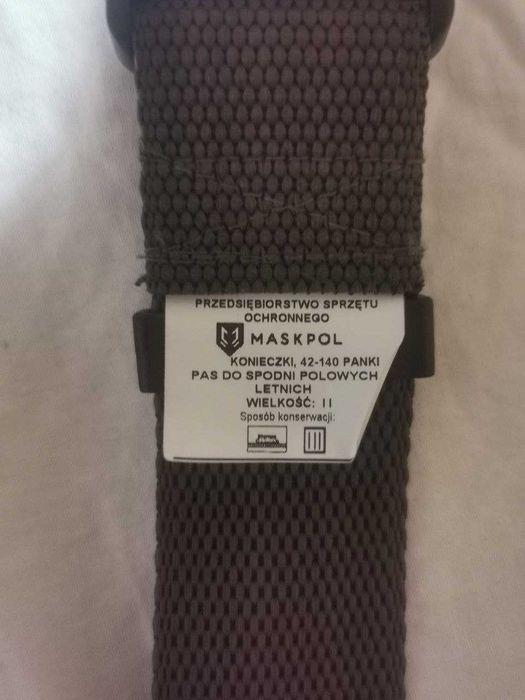 PRZEDSIĘBIORSTWO SPRZĘTU
OCHRONNEGO
MASKPOL
KONIECZKI, 42-140 PANKI
PAS DO SPODNI POLOWYCH
LETNICH
WIELKOŚĆ: II
Sposób konserwacji: